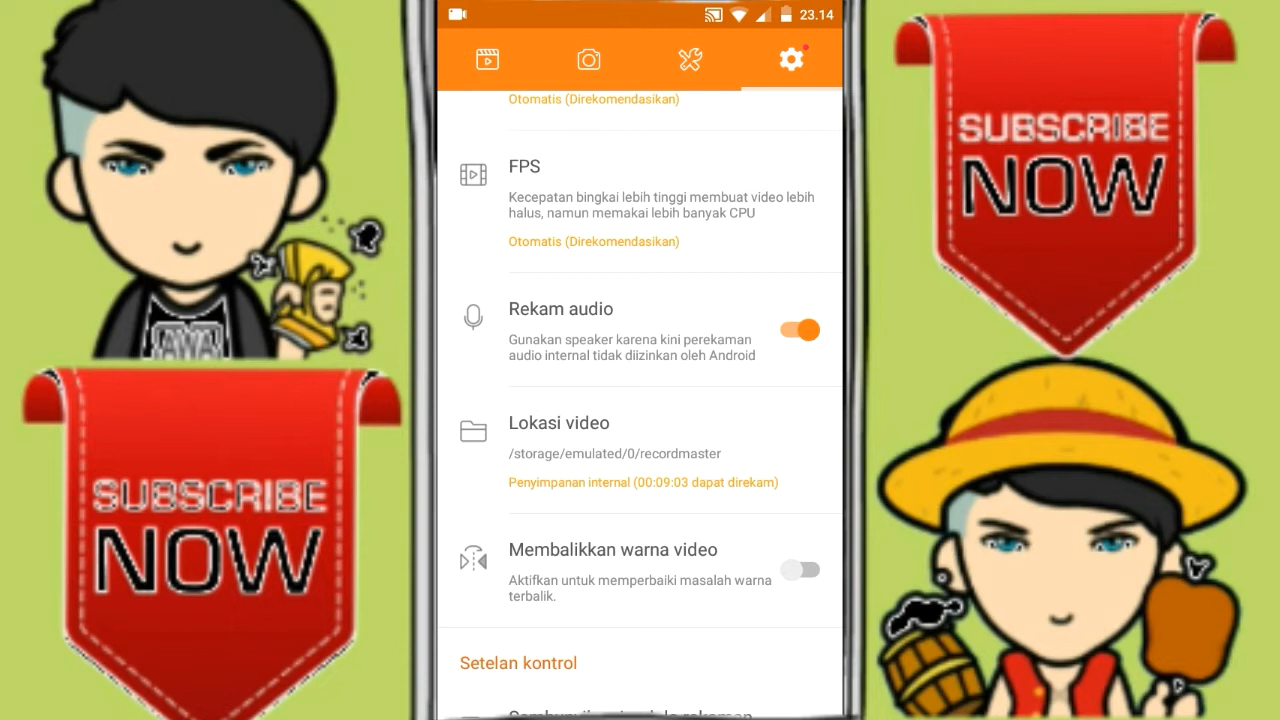 23.14
Otomatis (Direkomendasikan)
FPS
Kecepatan bingkai lebih tinggi membuat video lebih
halus, namun memakai lebih banyak CPU
Otomatis (Direkomendasikan)
Rekam audio
Gunakan speaker karena kini perekaman
audio internal tidak diizinkan oleh Android
Lokasi video
/storage/emulated/0/recordmaster
Penyimpanan internal (00:09:03 dapat direkam)
Membalikkan warna video
Aktifkan untuk memperbaiki masalah warna
terbalik.
Setelan kontrol
SUBSCRIBE
NOW
SUBSCRIBE
NOW